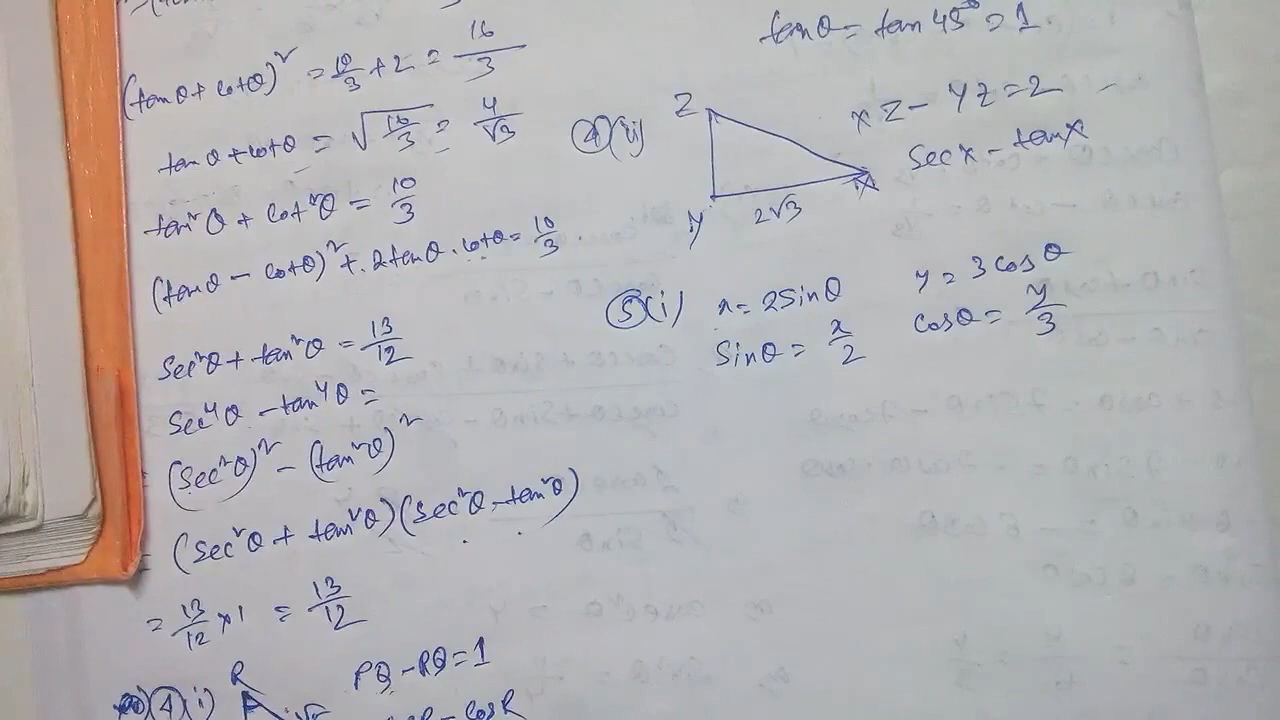 (tanθ + cotθ)² = 10/3 + 2 = 16/3
tanθ + cotθ = √16/3 = 4/√3
tan²θ + cot²θ = 10/3
(tanθ - cotθ)² + 2tanθ . cotθ = 10/3
sec²θ + tan²θ = 13/12
sec⁴θ - tan⁴θ =
= (sec²θ)² - (tan²θ)²
= (sec²θ + tan²θ)(sec²θ - tan²θ)
= 13/12 × 1 = 13/12
④(i)
R
PQ - RQ = 1
cosR
tanθ = tan45° = 1
④(ii)
Z
Y
2√3
X
XZ - YZ = 2
secX - tanX
⑤(i) x = 2sinθ y = 3cosθ
sinθ = x/2 cosθ = y/3